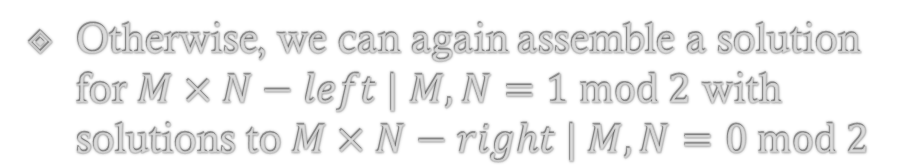 ❖ Otherwise, we can again assemble a solution
for M × N − left | M, N = 1 mod 2 with
solutions to M × N − right | M, N = 0 mod 2